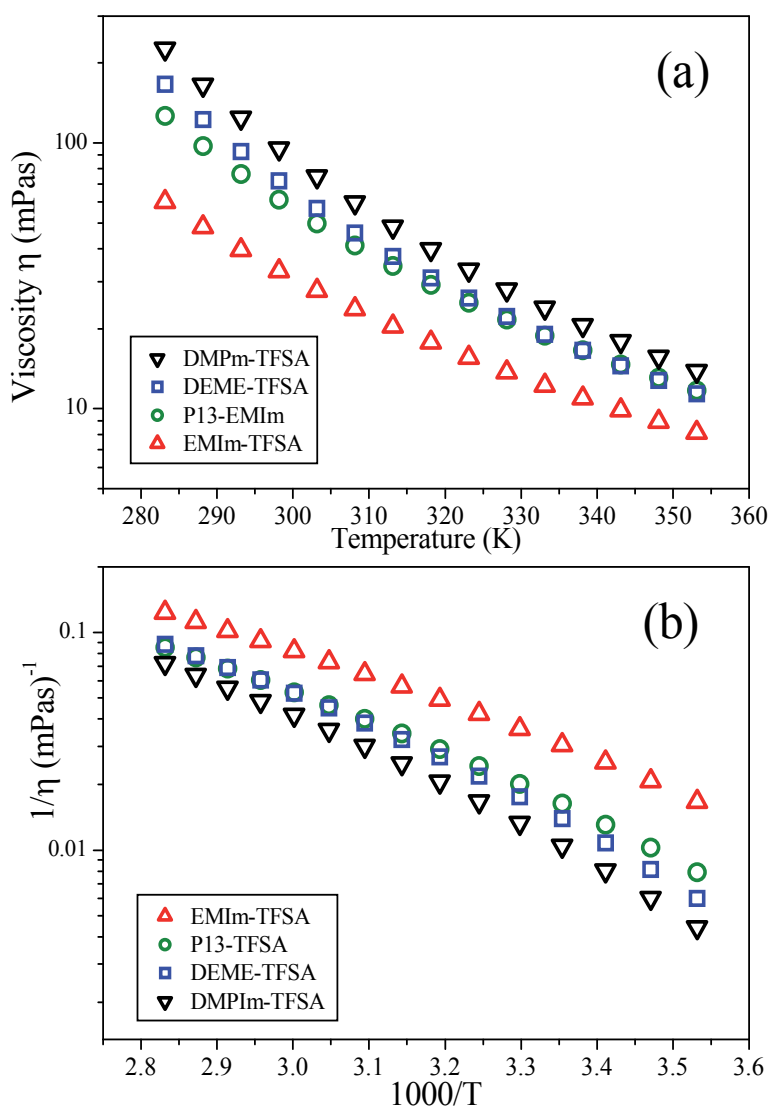 (a)
100
10
Viscosity η (mPas)
DMPm-TFSA
DEME-TFSA
P13-EMIm
EMIm-TFSA
280 290 300 310 320 330 340 350 360
Temperature (K)
(b)
0.1
0.01
1/η (mPas)⁻¹
EMIm-TFSA
P13-TFSA
DEME-TFSA
DMPIm-TFSA
2.8 2.9 3.0 3.1 3.2 3.3 3.4 3.5 3.6
1000/T